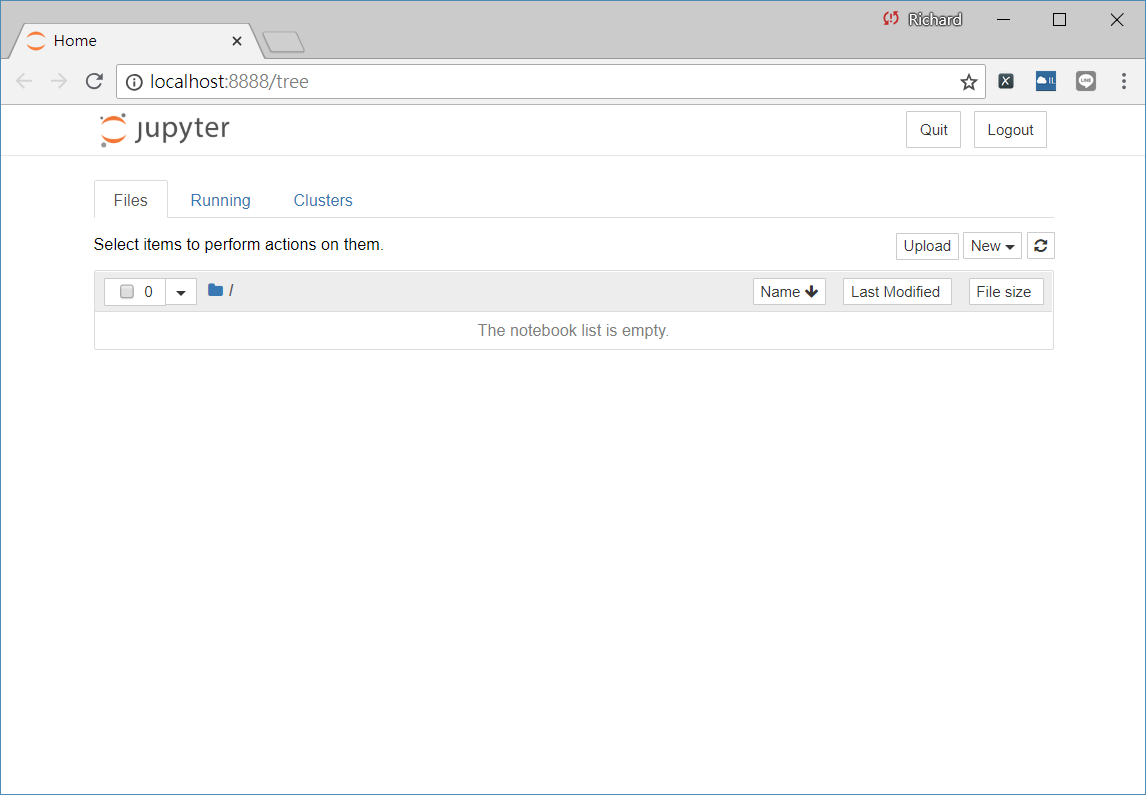 Richard
Home
localhost:8888/tree
jupyter
Quit Logout
Files Running Clusters
Select items to perform actions on them.
Upload New
0 / Name Last Modified File size
The notebook list is empty.